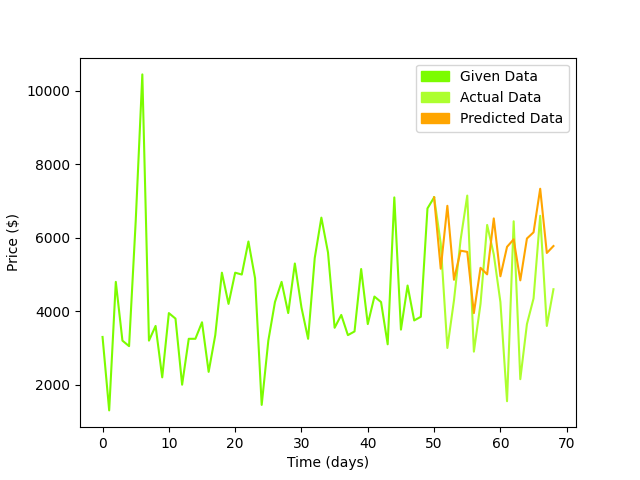 Given Data
Actual Data
Predicted Data
10000
8000
6000
4000
2000
Price ($)
0 10 20 30 40 50 60 70
Time (days)